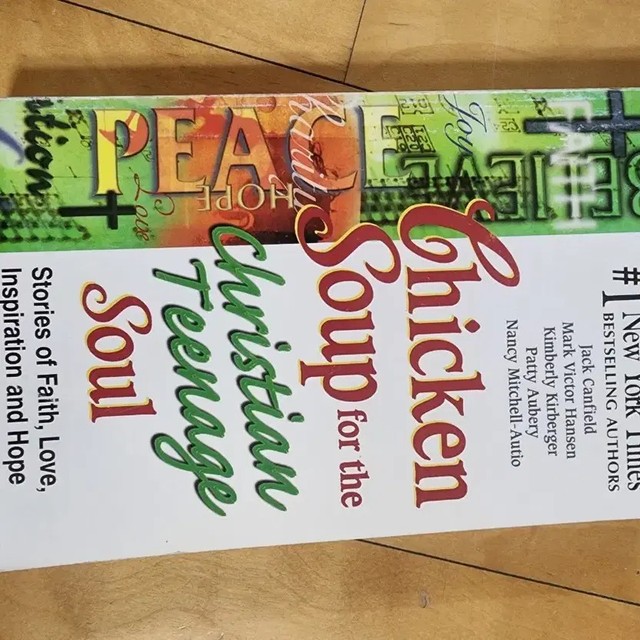 #1 NEW YORK TIMES
BESTSELLING AUTHORS
Jack Canfield
Mark Victor Hansen
Kimberly Kirberger
Patty Aubery
Nancy Mitchell-Autio
Chicken
Soup for the
Christian
Teenage
Soul
Stories of Faith, Love,
Inspiration and Hope
PEACE
HOPE
Love
Joy
FAITH
BELIEVE